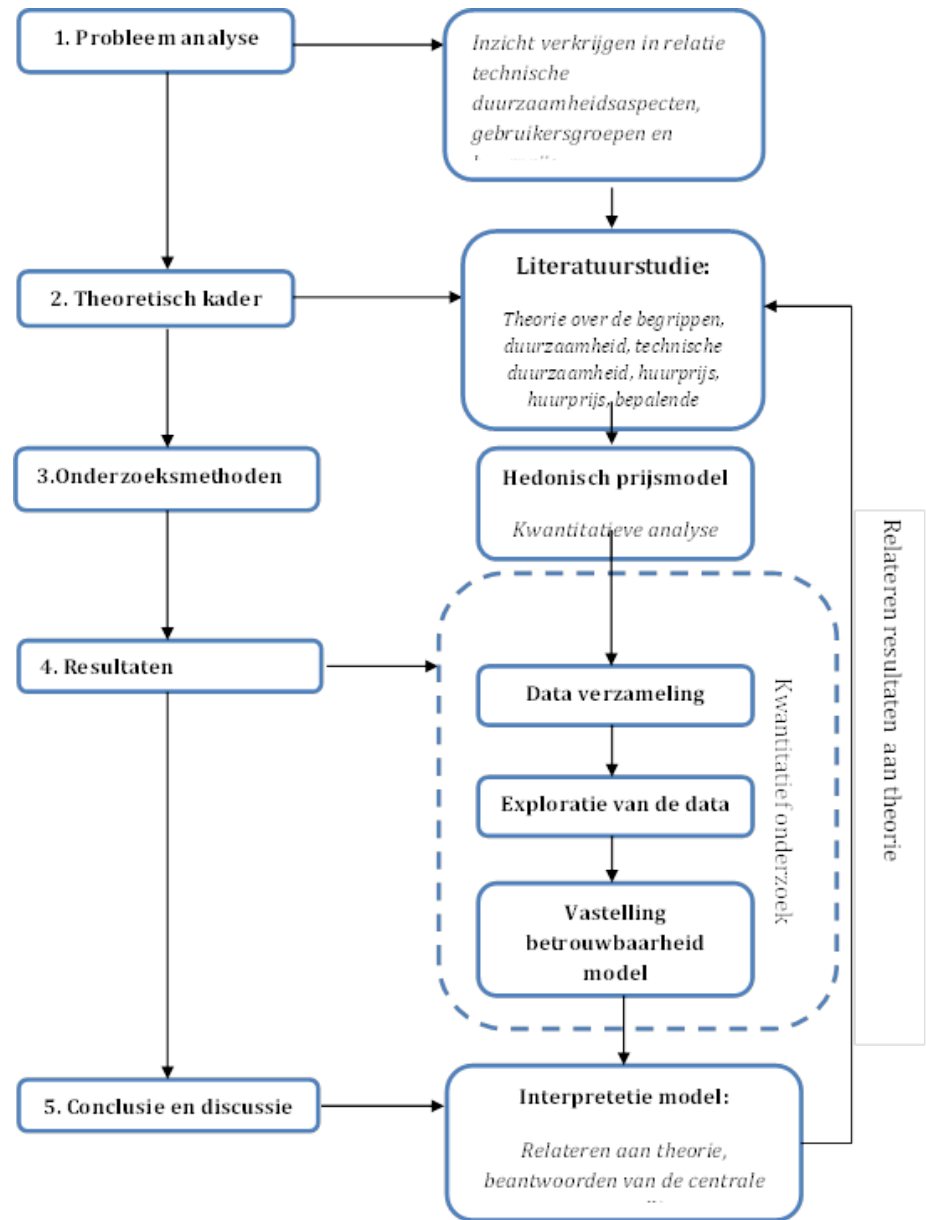 1. Probleem analyse
Inzicht verkrijgen in relatie
technische
duurzaamheidsaspecten,
gebruikersgroepen en
2. Theoretisch kader
Literatuurstudie:
Theorie over de begrippen,
duurzaamheid, technische
duurzaamheid, huurprijs,
huurprijs, bepalende
3.Onderzoeksmethoden
Hedonisch prijsmodel
Kwantitatieve analyse
4. Resultaten
Data verzameling
Exploratie van de data
Vastelling
betrouwbaarheid
model
Kwantitatief onderzoek
Relateren resultaten aan theorie
5. Conclusie en discussie
Interpretetie model:
Relateren aan theorie,
beantwoorden van de centrale